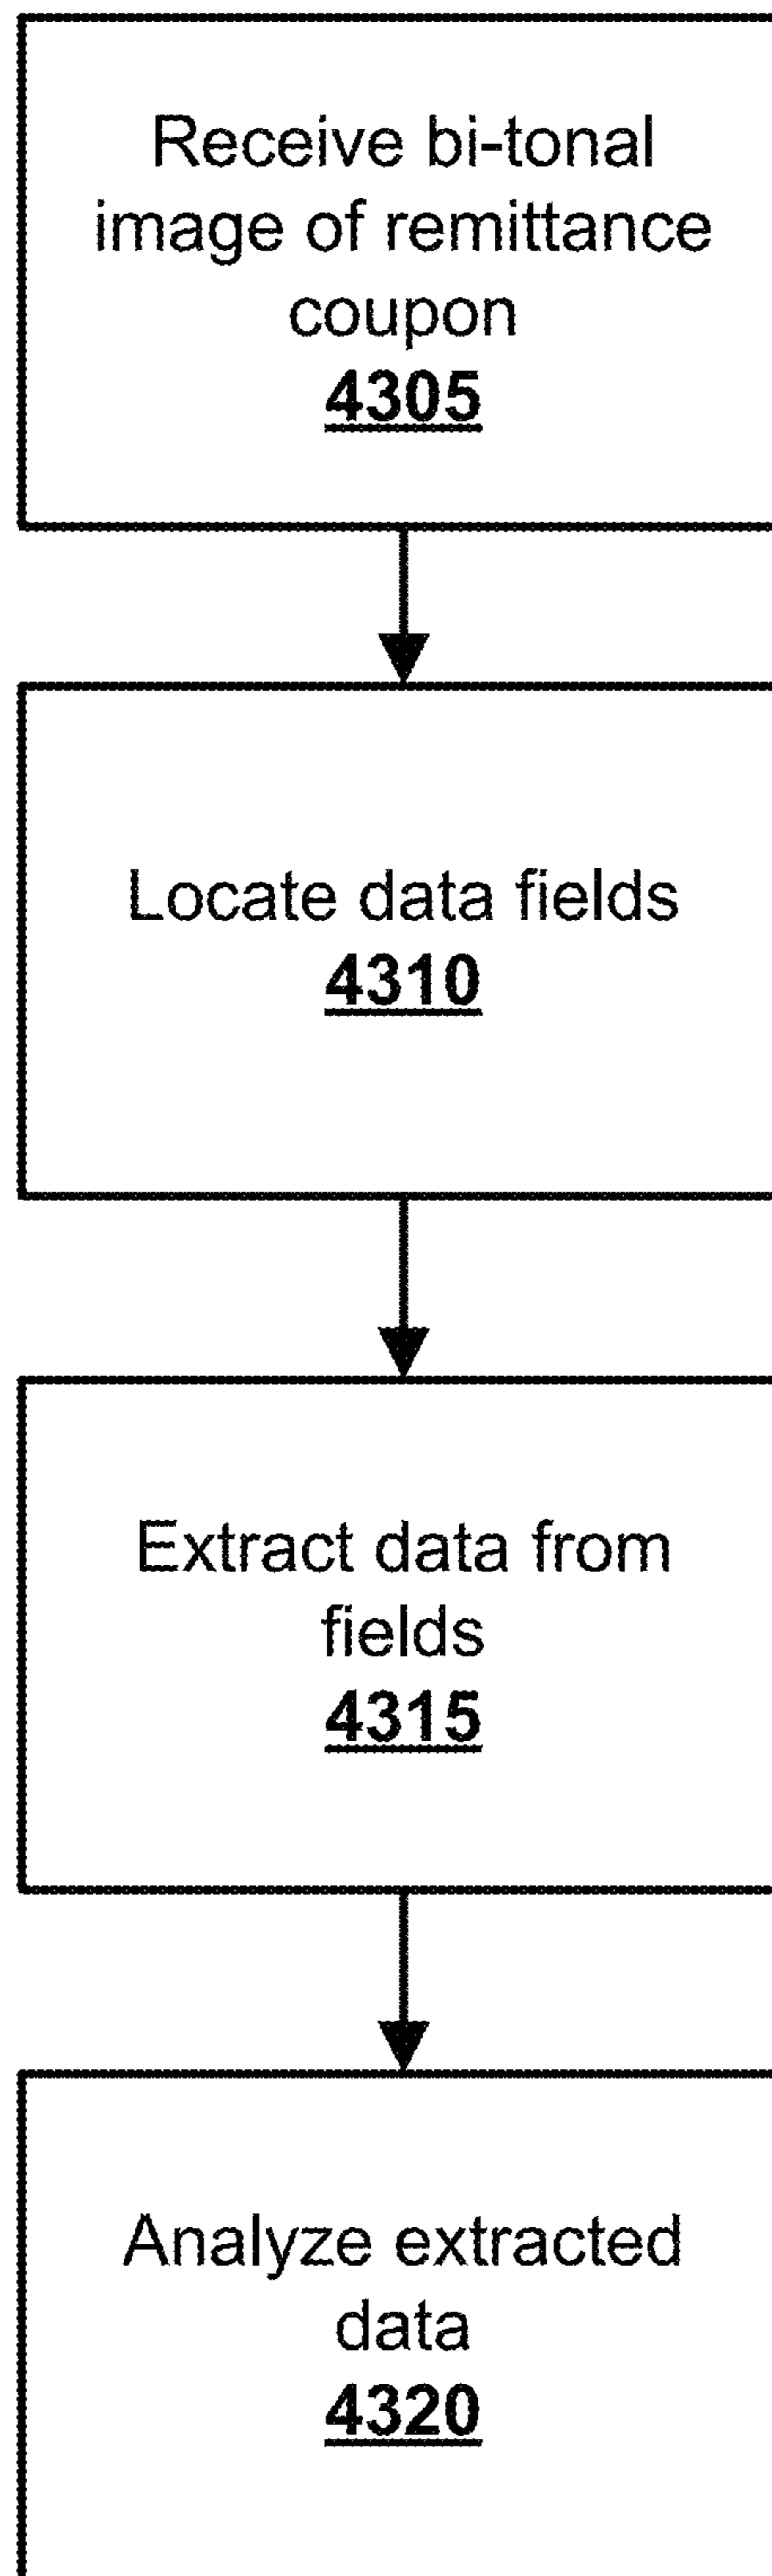 Receive bi-tonal
image of remittance
coupon
4305
Locate data fields
4310
Extract data from
fields
4315
Analyze extracted
data
4320